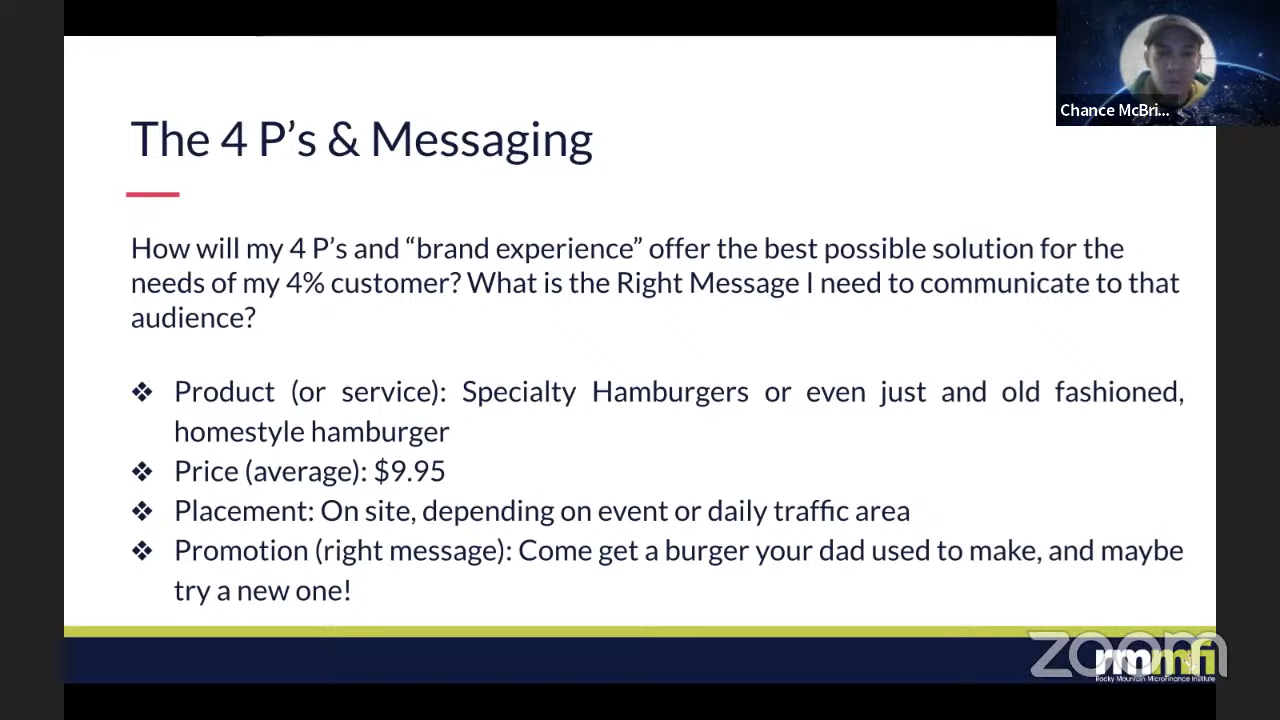 Chance McBri...
The 4 P’s & Messaging
How will my 4 P’s and “brand experience” offer the best possible solution for the
needs of my 4% customer? What is the Right Message I need to communicate to that
audience?
❖ Product (or service): Specialty Hamburgers or even just and old fashioned,
homestyle hamburger
❖ Price (average): $9.95
❖ Placement: On site, depending on event or daily traffic area
❖ Promotion (right message): Come get a burger your dad used to make, and maybe
try a new one!
zoom
rmmfi
Rocky Mountain MicroFinance Institute